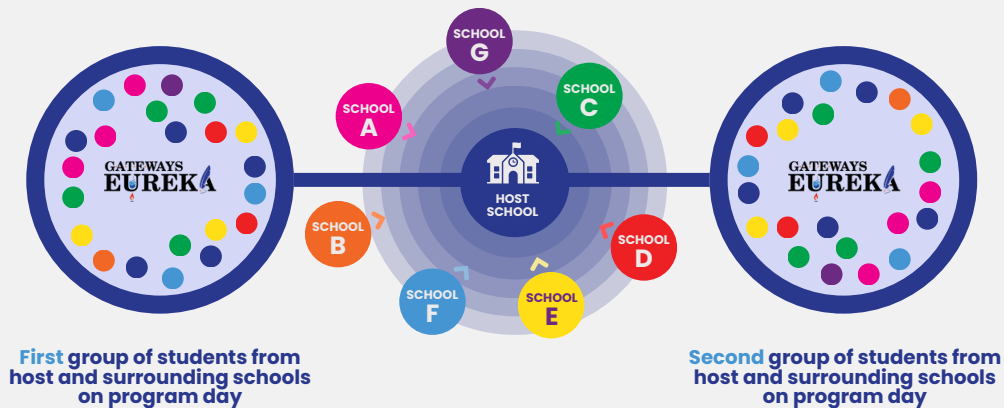 SCHOOL
G
SCHOOL
A
SCHOOL
C
GATEWAYS
EUREKA
HOST
SCHOOL
GATEWAYS
EUREKA
SCHOOL
B
SCHOOL
D
SCHOOL
F
SCHOOL
E
First group of students from
host and surrounding schools
on program day
Second group of students from
host and surrounding schools
on program day